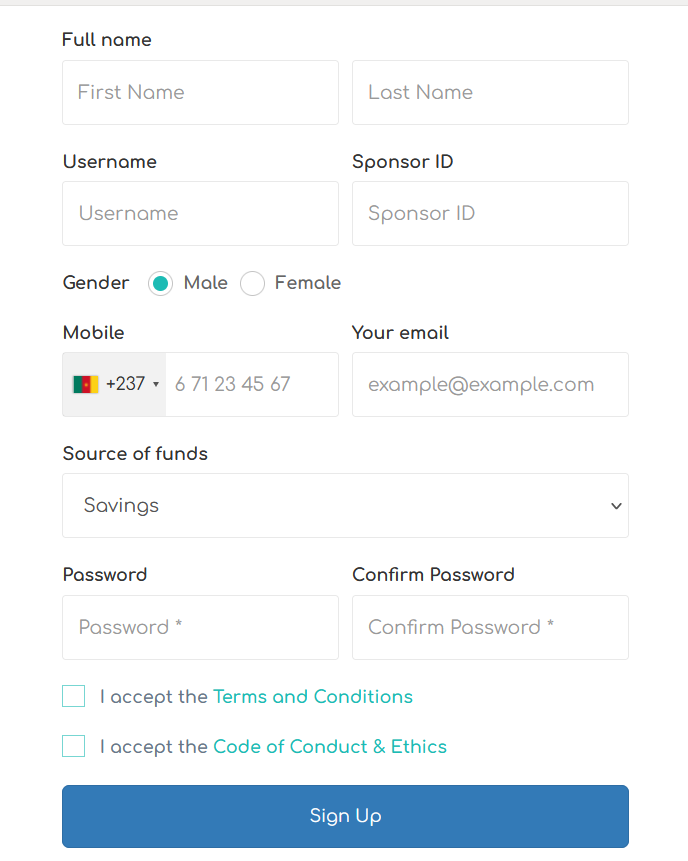 Full name
First Name Last Name
Username Sponsor ID
Username Sponsor ID
Gender Male Female
Mobile Your email
+237 6 71 23 45 67 example@example.com
Source of funds
Savings
Password Confirm Password
Password * Confirm Password *
I accept the Terms and Conditions
I accept the Code of Conduct & Ethics
Sign Up